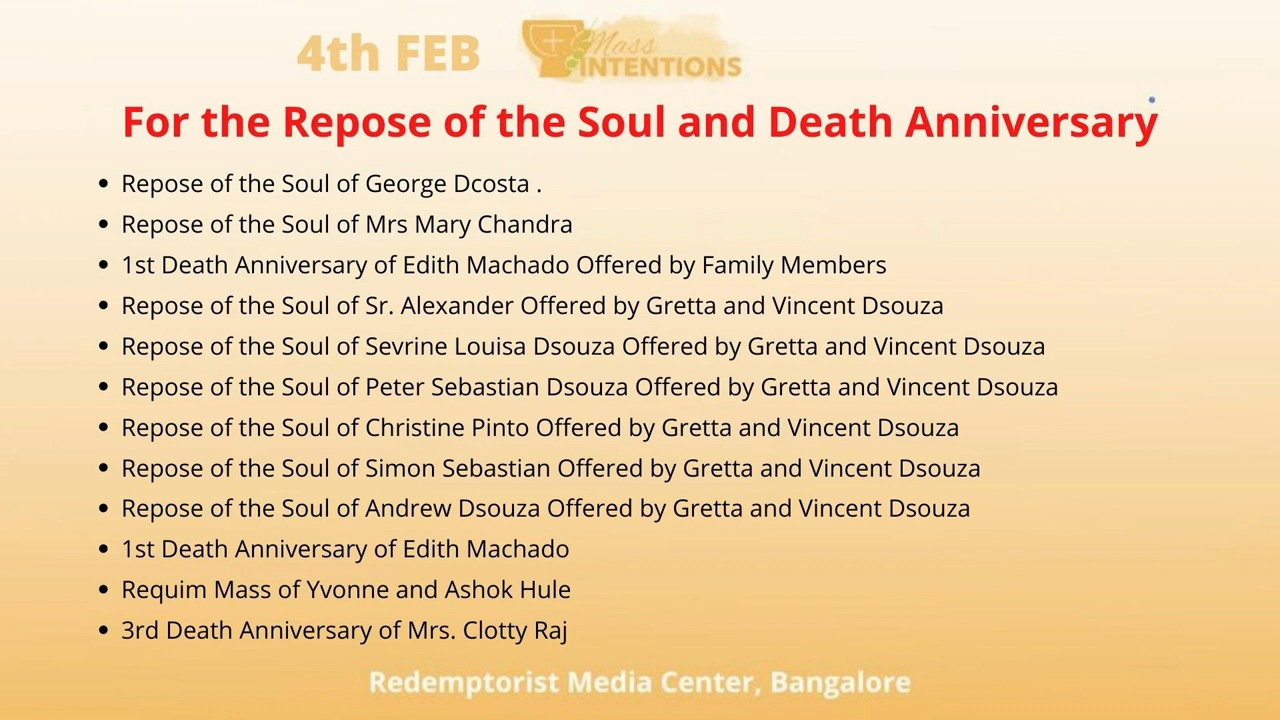 4th FEB
Mass
INTENTIONS
For the Repose of the Soul and Death Anniversary
• Repose of the Soul of George Dcosta .
• Repose of the Soul of Mrs Mary Chandra
• 1st Death Anniversary of Edith Machado Offered by Family Members
• Repose of the Soul of Sr. Alexander Offered by Gretta and Vincent Dsouza
• Repose of the Soul of Sevrine Louisa Dsouza Offered by Gretta and Vincent Dsouza
• Repose of the Soul of Peter Sebastian Dsouza Offered by Gretta and Vincent Dsouza
• Repose of the Soul of Christine Pinto Offered by Gretta and Vincent Dsouza
• Repose of the Soul of Simon Sebastian Offered by Gretta and Vincent Dsouza
• Repose of the Soul of Andrew Dsouza Offered by Gretta and Vincent Dsouza
• 1st Death Anniversary of Edith Machado
• Requim Mass of Yvonne and Ashok Hule
• 3rd Death Anniversary of Mrs. Clotty Raj
Redemptorist Media Center, Bangalore